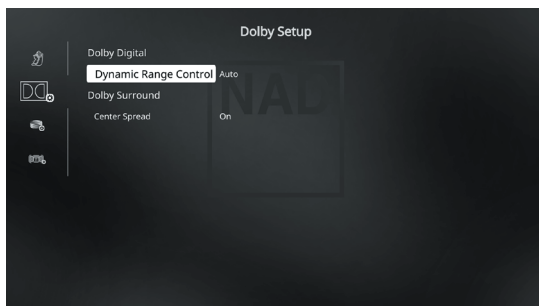 Dolby Setup
Dolby Digital
Dynamic Range Control Auto
Dolby Surround
Center Spread On
NAD